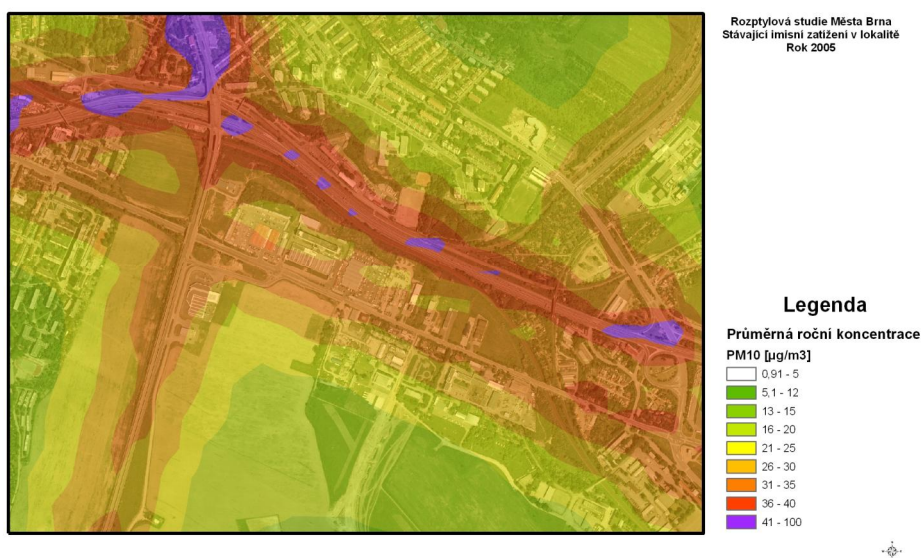 Rozptylová studie Města Brna
Stávající imisní zatížení v lokalitě
Rok 2005
Legenda
Průměrná roční koncentrace
PM10 [µg/m3]
0,91 - 5
5,1 - 12
13 - 15
16 - 20
21 - 25
26 - 30
31 - 35
36 - 40
41 - 100